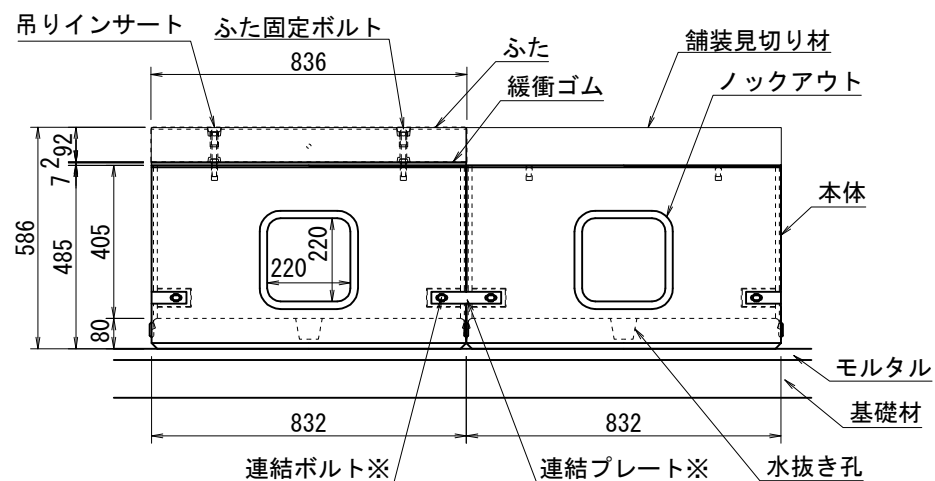 吊りインサート
ふた固定ボルト
ふた
舗装見切り材
836
緩衝ゴム
ノックアウト
92
2
7
586
485
405
本体
220
220
80
モルタル
832
832
基礎材
連結ボルト※
連結プレート※
水抜き孔